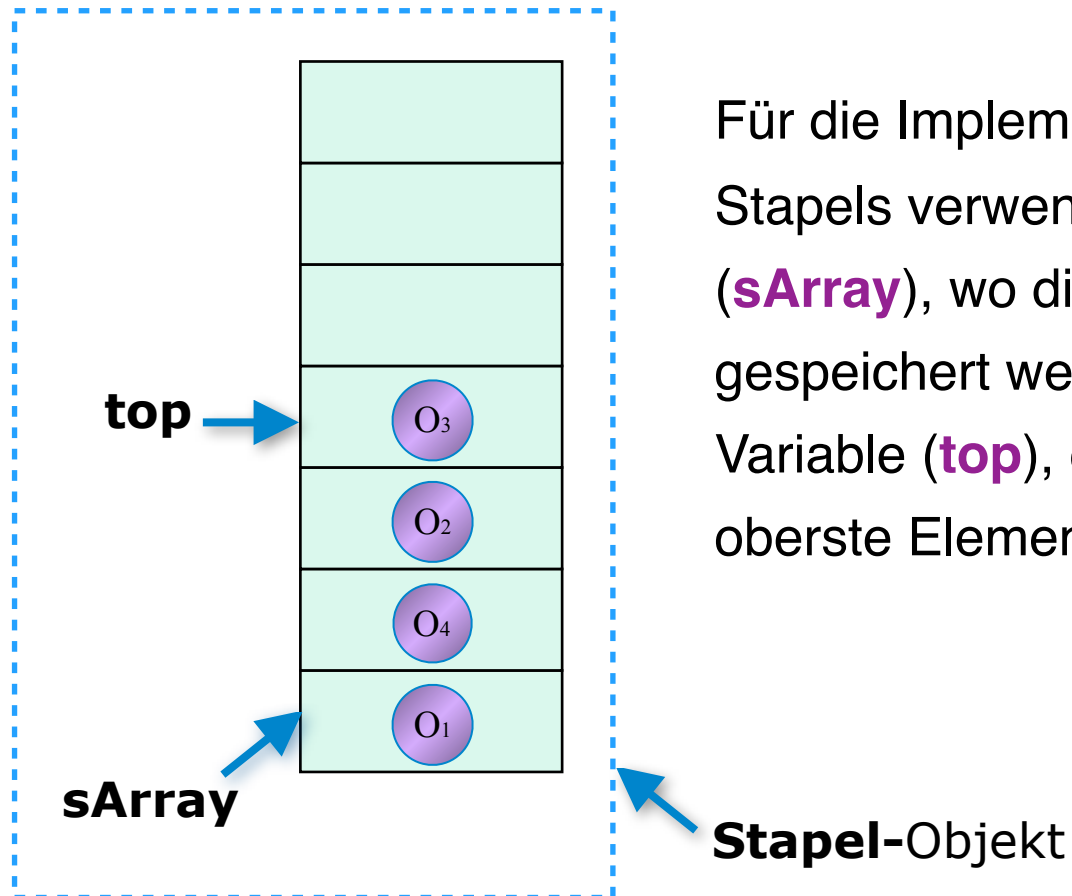 Für die Implem
Stapels verwen
(sArray), wo di
gespeichert we
Variable (top),
oberste Elemen
top
O₃
O₂
O₄
O₁
sArray
Stapel-Objekt